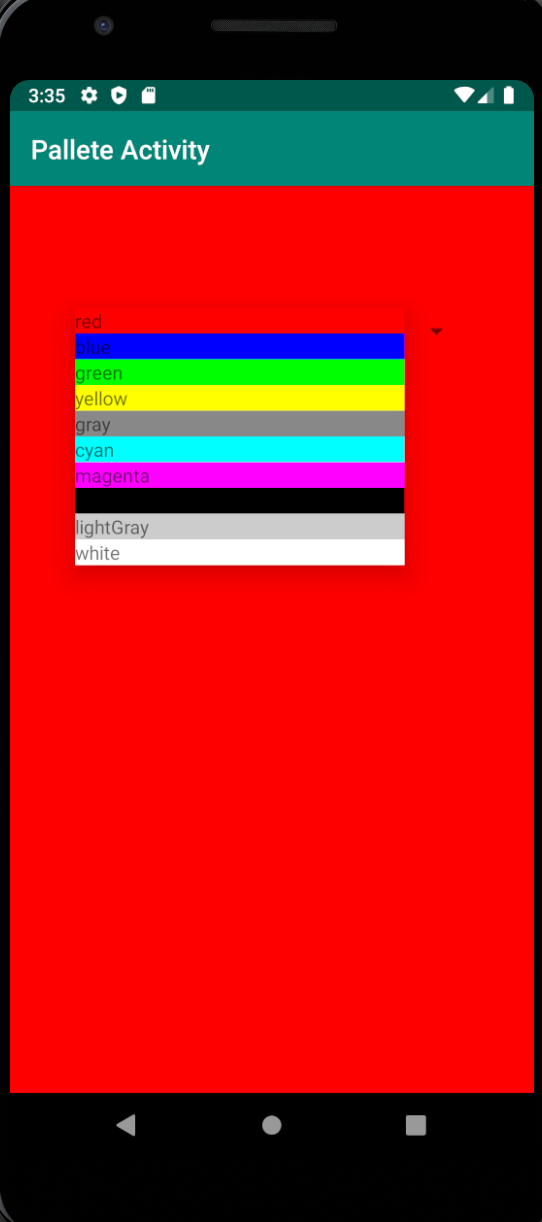 3:35
Pallete Activity
red
blue
green
yellow
gray
cyan
magenta
lightGray
white